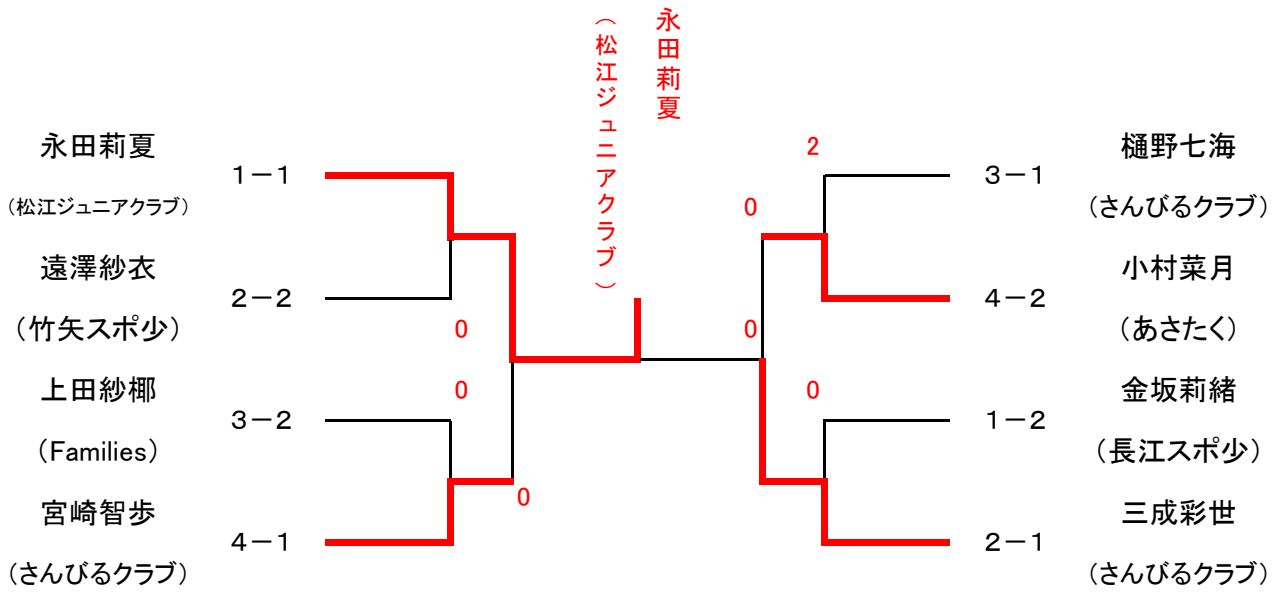 永田莉夏
（松江ジュニアクラブ）
永田莉夏
1－1
（松江ジュニアクラブ）
遠澤紗衣
2－2
（竹矢スポ少）
0
上田紗椰
0
3－2
（Families）
宮崎智歩
0
4－1
（さんびるクラブ）
2
樋野七海
3－1
0
（さんびるクラブ）
小村菜月
4－2
0
（あさたく）
0
金坂莉緒
1－2
（長江スポ少）
三成彩世
2－1
（さんびるクラブ）